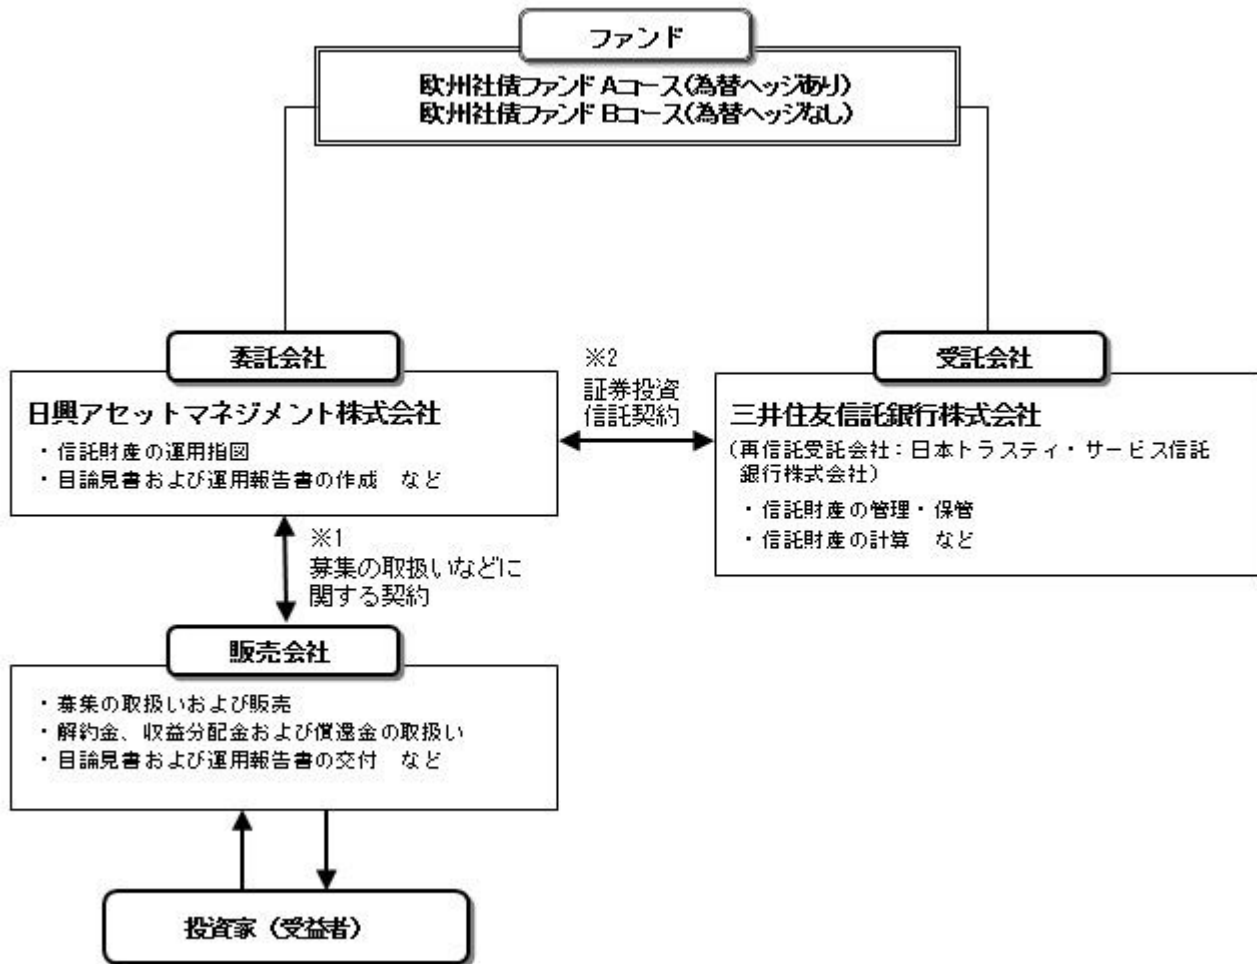 ファンド
欧州社債ファンド Aコース(為替ヘッジあり)
欧州社債ファンド Bコース(為替ヘッジなし)
委託会社
日興アセットマネジメント株式会社
・信託財産の運用指図
・目論見書および運用報告書の作成 など
※2
証券投資
信託契約
受託会社
三井住友信託銀行株式会社
(再信託受託会社：日本トラスティ・サービス信託
銀行株式会社)
・信託財産の管理・保管
・信託財産の計算 など
※1
募集の取扱いなどに
関する契約
販売会社
・募集の取扱いおよび販売
・解約金、収益分配金および償還金の取扱い
・目論見書および運用報告書の交付 など
投資家（受益者）